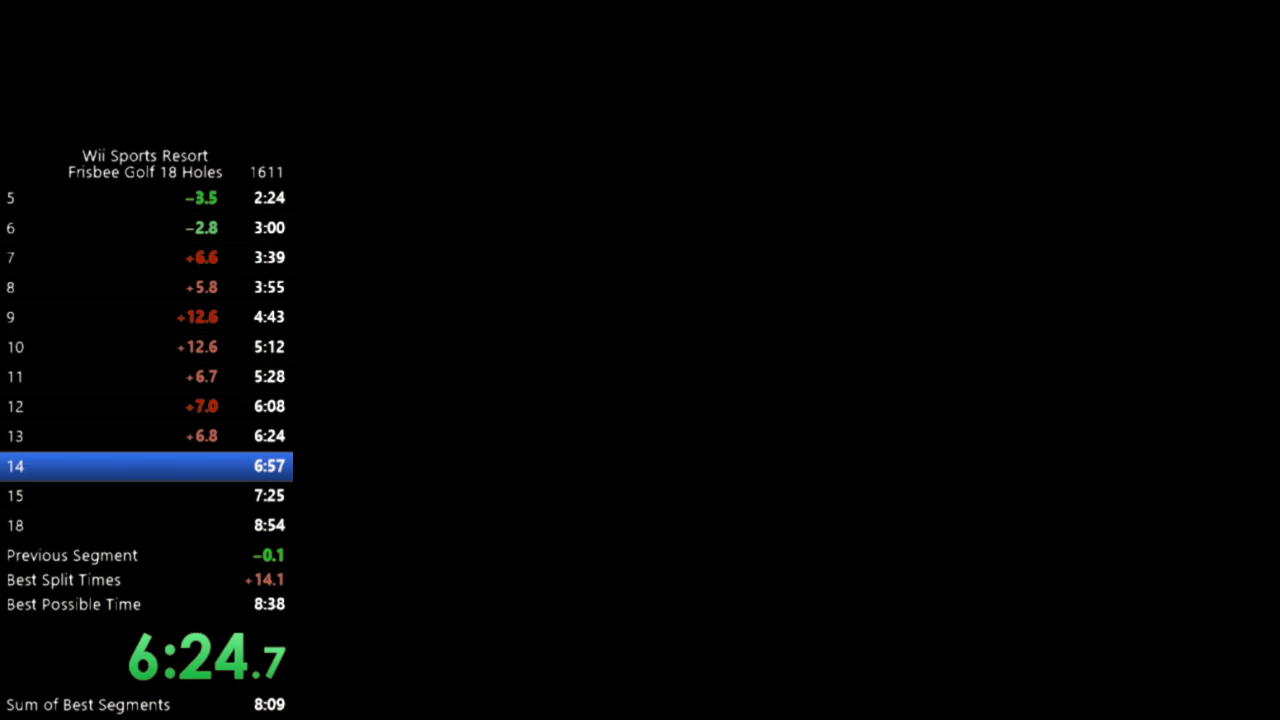 Wii Sports Resort
Frisbee Golf 18 Holes 1611
5 -3.5 2:24
6 -2.8 3:00
7 +6.6 3:39
8 +5.8 3:55
9 +12.6 4:43
10 +12.6 5:12
11 +6.7 5:28
12 +7.0 6:08
13 +6.8 6:24
14 6:57
15 7:25
18 8:54
Previous Segment -0.1
Best Split Times +14.1
Best Possible Time 8:38
6:24.7
Sum of Best Segments 8:09